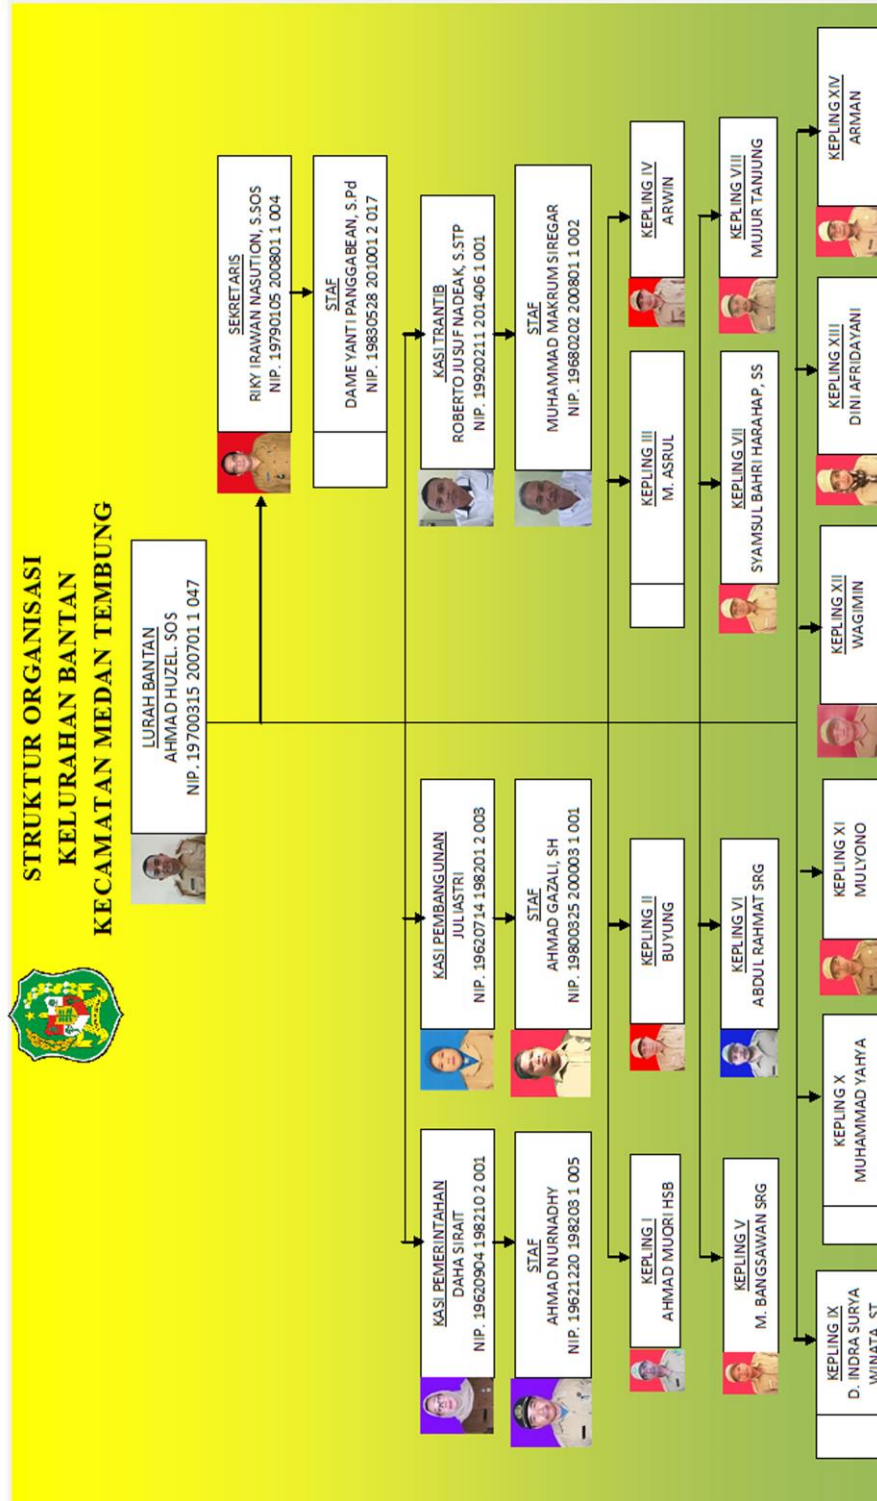 STRUKTUR ORGANISASI
KELURAHAN BANTAN
KECAMATAN MEDAN TEMBUNG
LURAH BANTAN
AHMAD HUZEL. SOS
NIP. 19700315 200701 1 047
SEKRETARIS
RIKY IRAWAN NASUTION, S.SOS
NIP. 19790105 200801 1 004
STAF
DAME YANTI PANGGABEAN, S.Pd
NIP. 19830528 201001 2 017
KASI PEMERINTAHAN
DAHA SIRAIT
NIP. 19620904 198210 2 001
KASI PEMBANGUNAN
JULIASTRI
NIP. 19620714 198201 2 003
KASI TRANTIB
ROBERTO JUSUF NADEAK, S.STP
NIP. 19920211 201406 1 001
STAF
AHMAD NURNADHY
NIP. 19621220 198203 1 005
STAF
AHMAD GAZALI, SH
NIP. 19800325 200003 1 001
STAF
MUHAMMAD MAKRUM SIREGAR
NIP. 19680202 200801 1 002
KEPLING I
AHMAD MUQRI HSB
KEPLING II
BUYUNG
KEPLING III
M. ASRUL
KEPLING IV
ARWIN
KEPLING V
M. BANGSAWAN SRG
KEPLING VI
ABDUL RAHMAT SRG
KEPLING VII
SYAMSUL BAHRI HARAHAP, SS
KEPLING VIII
MUJUR TANJUNG
KEPLING IX
D. INDRA SURYA
WINATA, ST
KEPLING X
MUHAMMAD YAHYA
KEPLING XI
MULYONO
KEPLING XII
WAGIMIN
KEPLING XIII
DINI AFRIDAYANI
KEPLING XIV
ARMAN